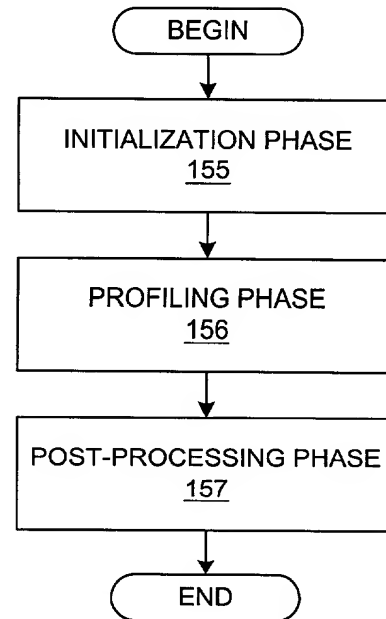 BEGIN
INITIALIZATION PHASE
155
PROFILING PHASE
156
POST-PROCESSING PHASE
157
END